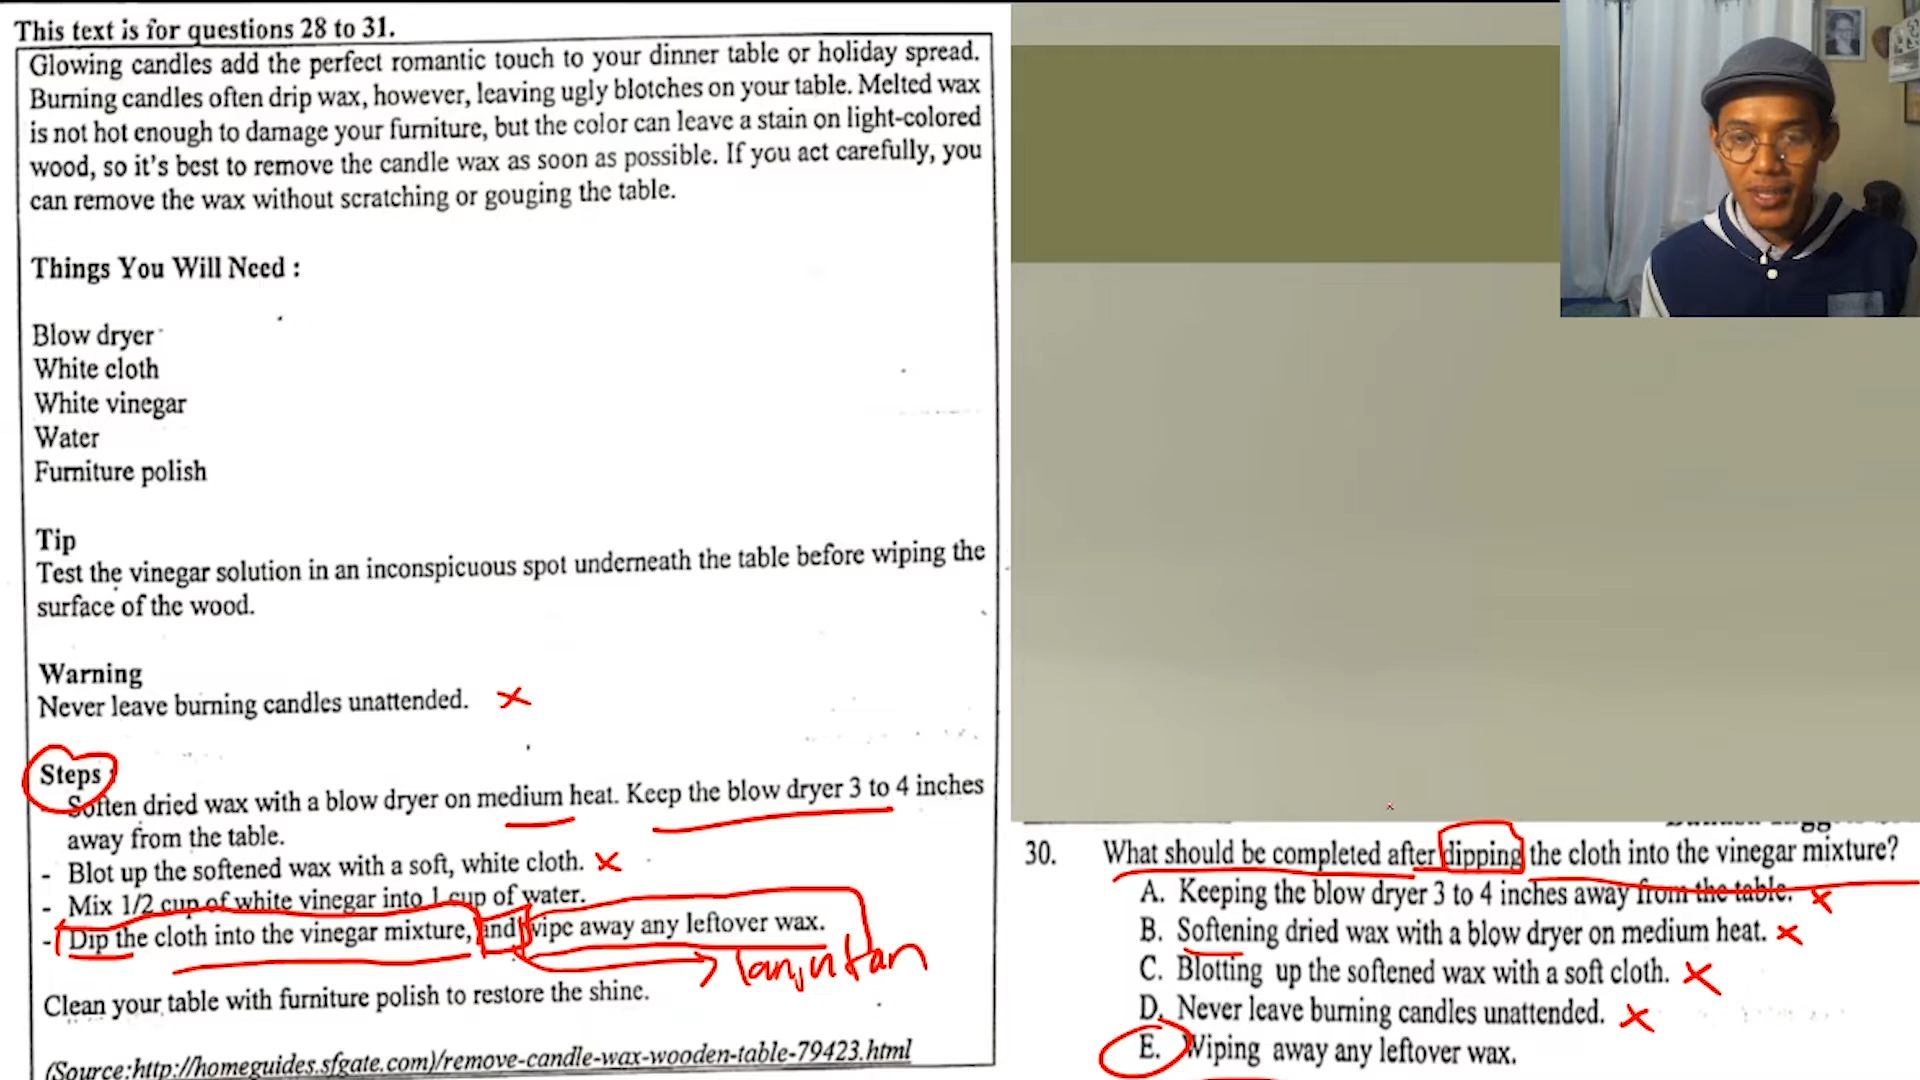 This text is for questions 28 to 31.
Glowing candles add the perfect romantic touch to your dinner table or holiday spread.
Burning candles often drip wax, however, leaving ugly blotches on your table. Melted wax
is not hot enough to damage your furniture, but the color can leave a stain on light-colored
wood, so it's best to remove the candle wax as soon as possible. If you act carefully, you
can remove the wax without scratching or gouging the table.
Things You Will Need :
Blow dryer
White cloth
White vinegar
Water
Furniture polish
Tip
Test the vinegar solution in an inconspicuous spot underneath the table before wiping the
surface of the wood.
Warning
Never leave burning candles unattended.
Steps
Soften dried wax with a blow dryer on medium heat. Keep the blow dryer 3 to 4 inches
away from the table.
- Blot up the softened wax with a soft, white cloth.
- Mix 1/2 cup of white vinegar into 1 cup of water.
- Dip the cloth into the vinegar mixture, and wipe away any leftover wax.
lanjutan
Clean your table with furniture polish to restore the shine.
(Source:http://homeguides.sfgate.com)/remove-candle-wax-wooden-table-79423.html
30. What should be completed after dipping the cloth into the vinegar mixture?
A. Keeping the blow dryer 3 to 4 inches away from the table.
B. Softening dried wax with a blow dryer on medium heat.
C. Blotting up the softened wax with a soft cloth.
D. Never leave burning candles unattended.
E. Wiping away any leftover wax.